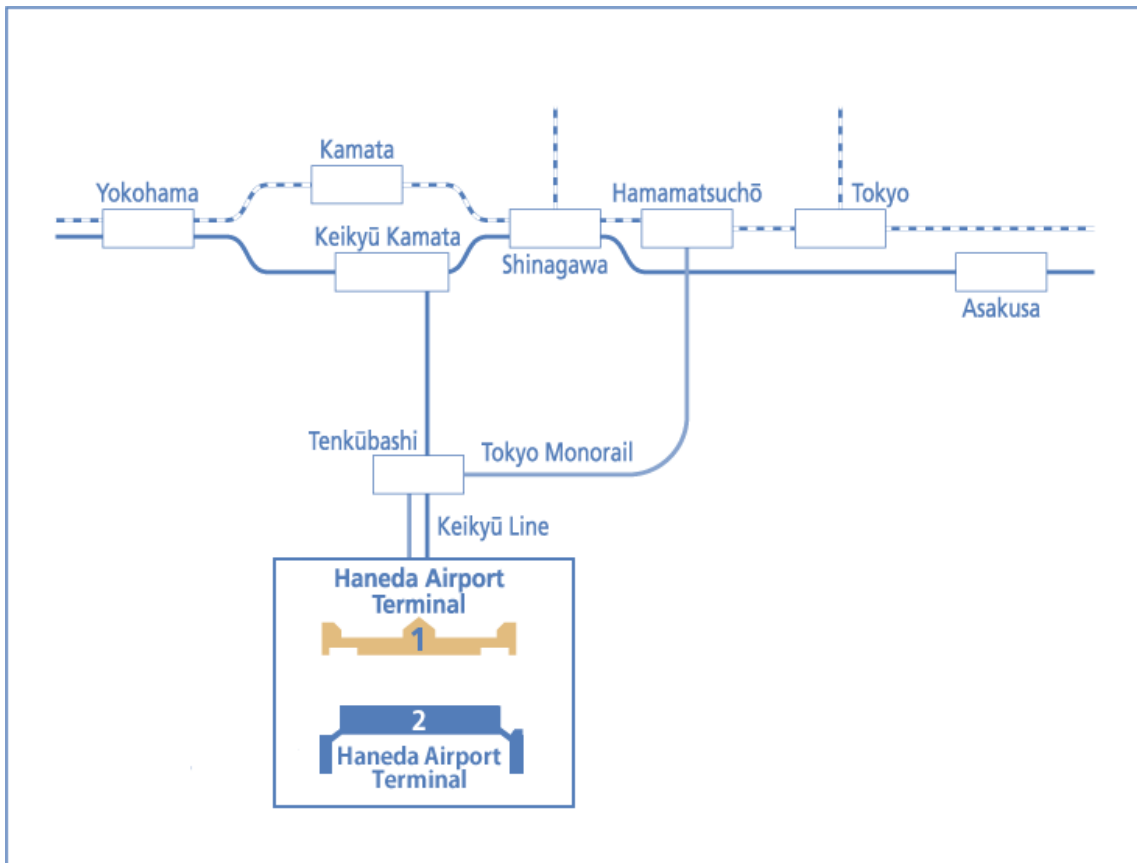 Kamata
Yokohama
Hamamatsuchō
Tokyo
Keikyū Kamata
Shinagawa
Asakusa
Tenkūbashi
Tokyo Monorail
Keikyū Line
Haneda Airport
Terminal
1
2
Haneda Airport
Terminal